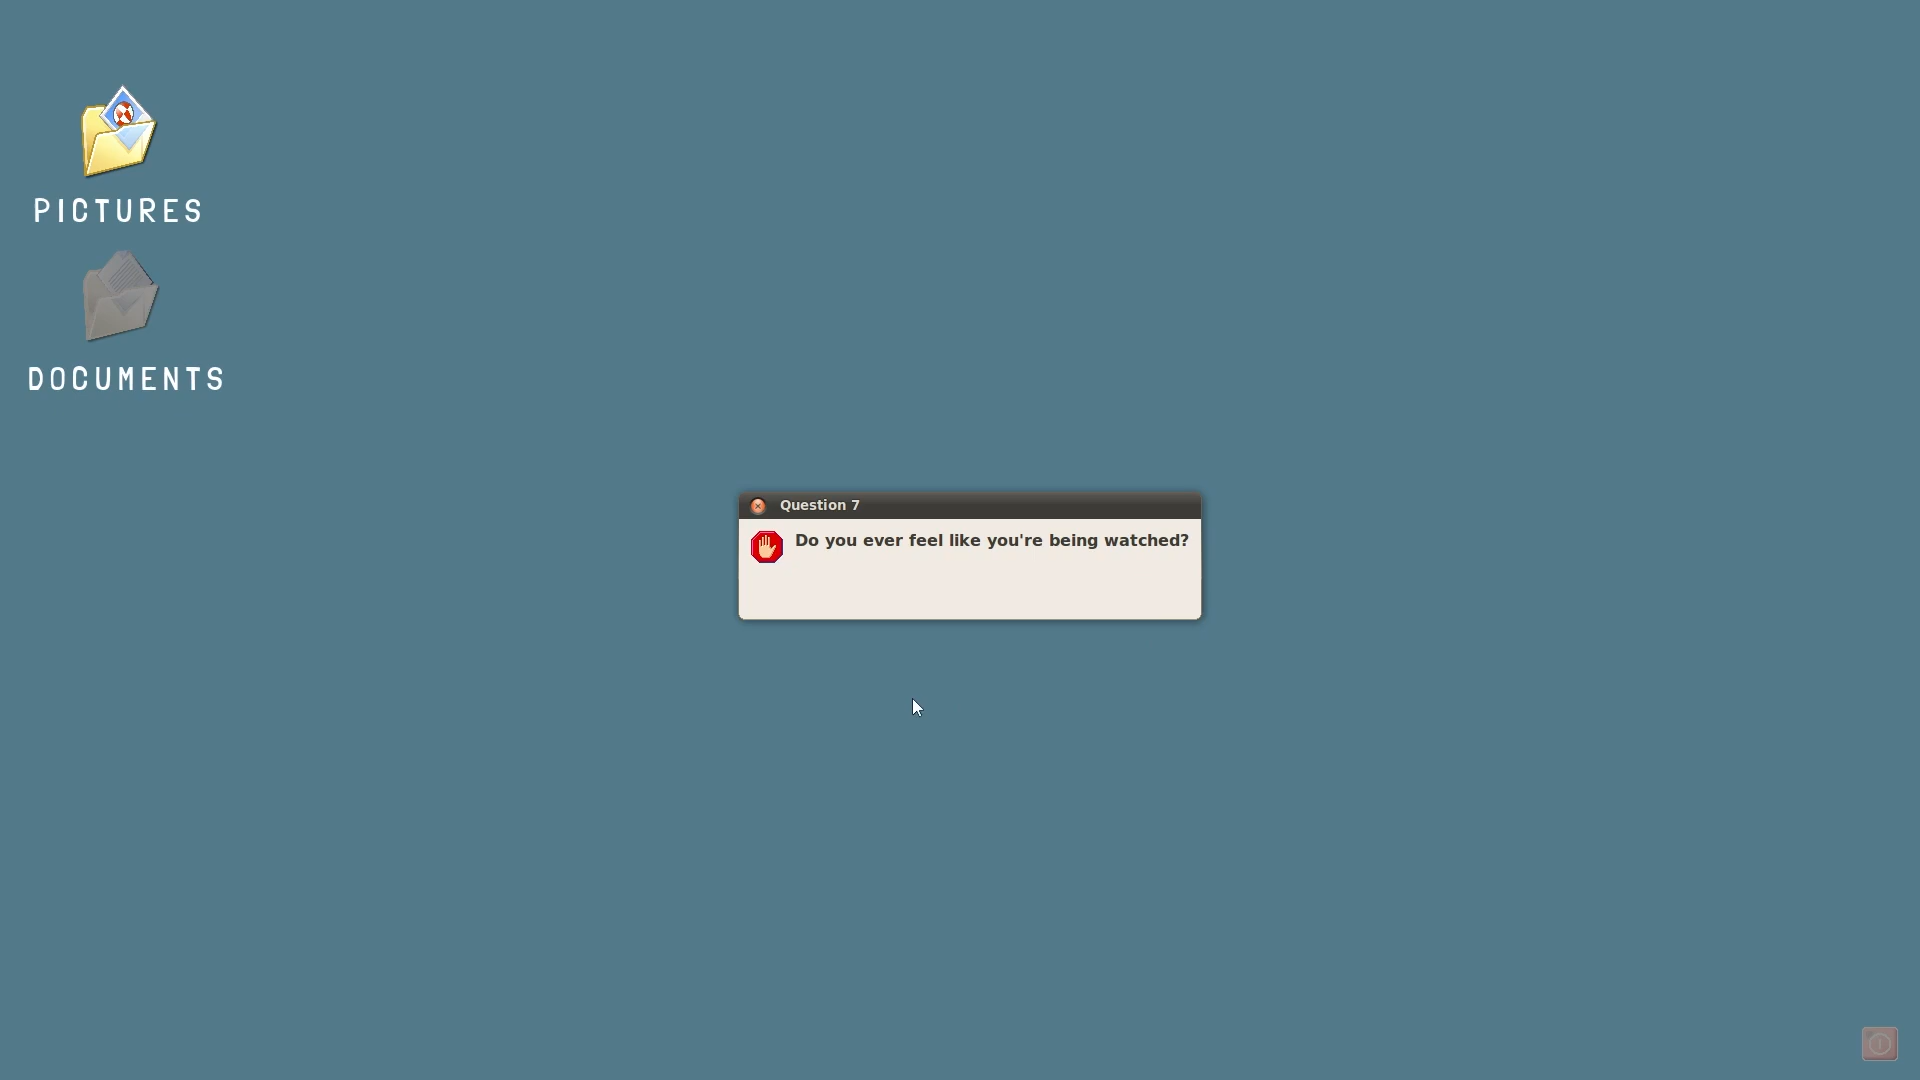 PICTURES
DOCUMENTS
Question 7
Do you ever feel like you're being watched?